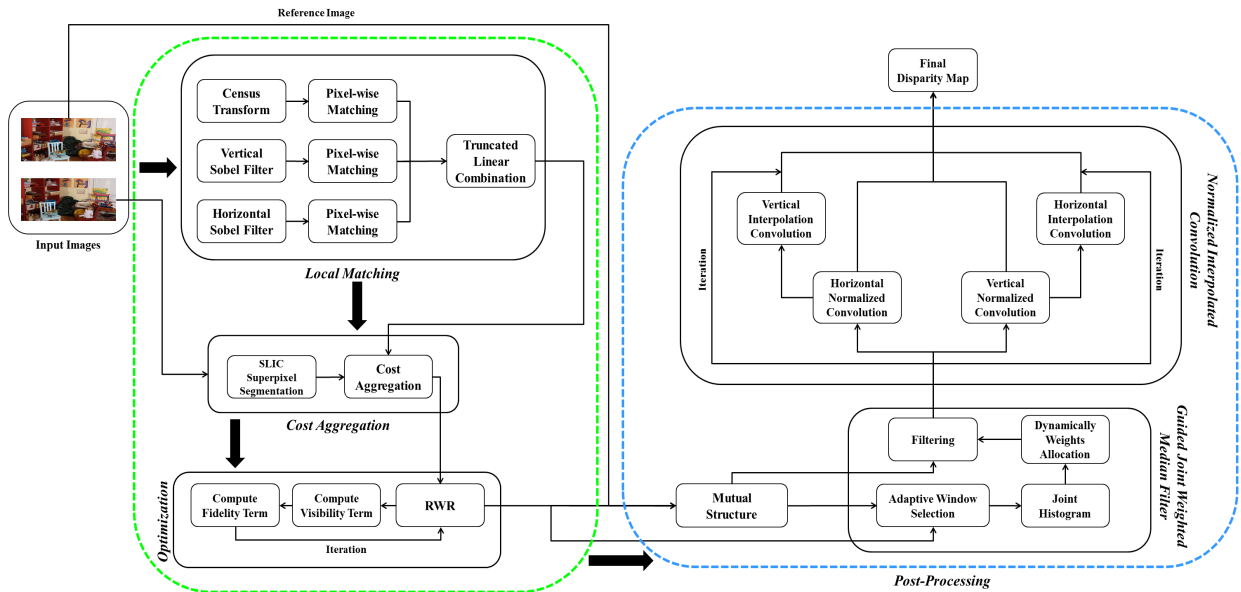 Reference Image
Input Images
Census
Transform
Pixel-wise
Matching
Vertical
Sobel Filter
Pixel-wise
Matching
Horizontal
Sobel Filter
Pixel-wise
Matching
Truncated
Linear
Combination
Local Matching
SLIC
Superpixel
Segmentation
Cost
Aggregation
Cost Aggregation
Optimization
Compute
Fidelity Term
Compute
Visibility Term
RWR
Iteration
Final
Disparity Map
Vertical
Interpolation
Convolution
Horizontal
Interpolation
Convolution
Horizontal
Normalized
Convolution
Vertical
Normalized
Convolution
Iteration
Iteration
Normalized Interpolated
Convolution
Filtering
Dynamically
Weights
Allocation
Mutual
Structure
Adaptive Window
Selection
Joint
Histogram
Guided Joint Weighted
Median Filter
Post-Processing